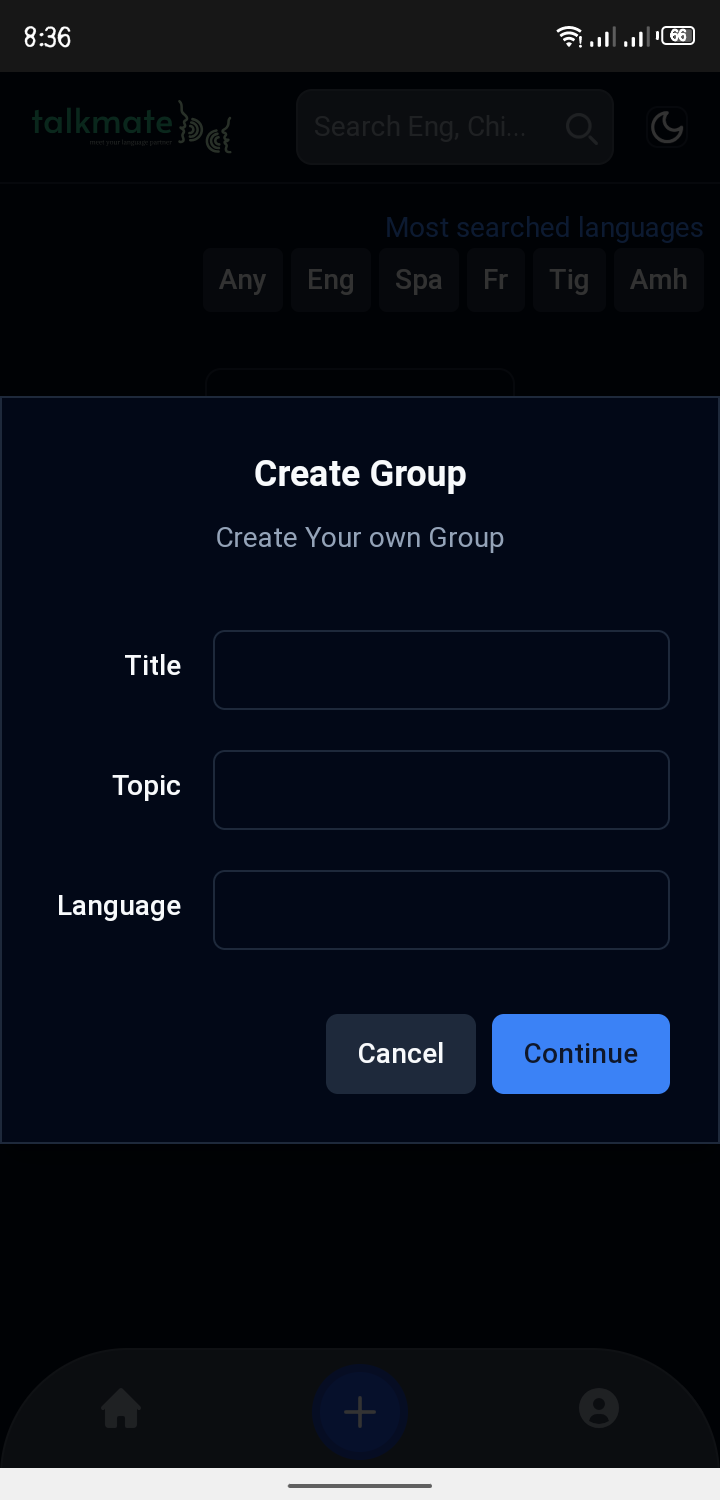 8:36
66
talkmate
meet your language partner
Search Eng, Chi...
Most searched languages
Any Eng Spa Fr Tig Amh
Create Group
Create Your own Group
Title
Topic
Language
Cancel Continue